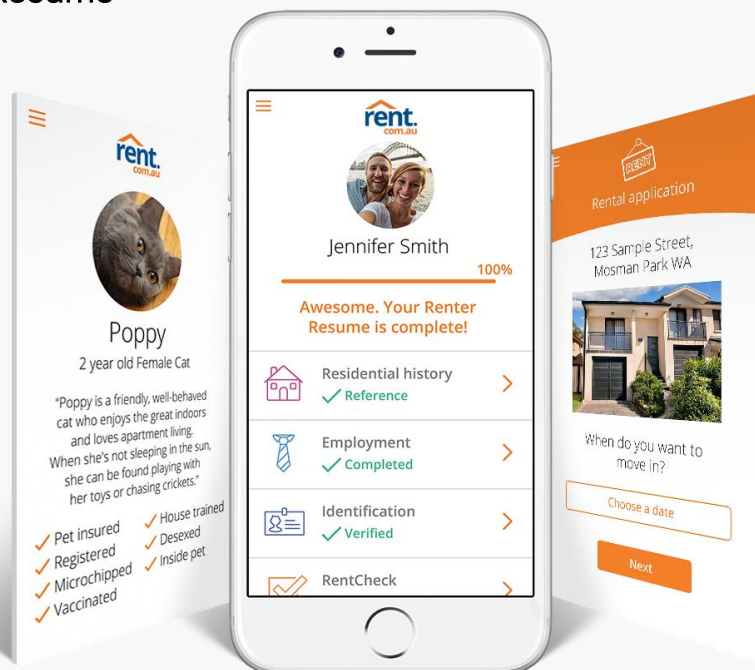 rent.
com.au
Poppy
2 year old Female Cat
"Poppy is a friendly, well-behaved
cat who enjoys the great indoors
and loves apartment living.
When she's not sleeping in the sun,
she can be found playing with
her toys or chasing crickets."
Pet insured
Registered
Microchipped
Vaccinated
House trained
Desexed
Inside pet
rent.
com.au
Jennifer Smith
100%
Awesome. Your Renter
Resume is complete!
Residential history
Reference
Employment
Completed
Identification
Verified
RentCheck
RENT
Rental application
123 Sample Street,
Mosman Park WA
When do you want to
move in?
Choose a date
Next